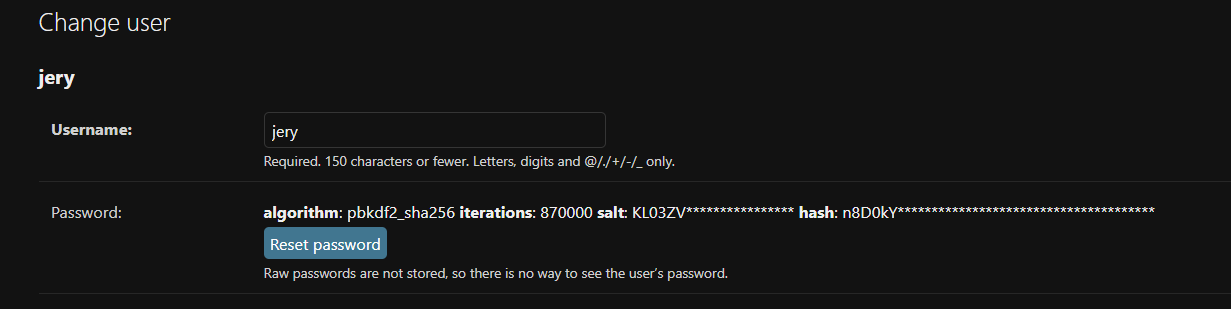 Change user
jery
Username:
jery
Required. 150 characters or fewer. Letters, digits and @/./+/-/_ only.
Password:
algorithm: pbkdf2_sha256 iterations: 870000 salt: KL03ZV**************** hash: n8D0kY**************************************
Reset password
Raw passwords are not stored, so there is no way to see the user’s password.